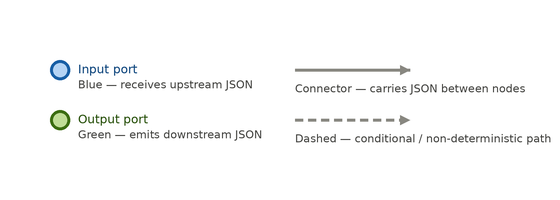 Input port
Blue — receives upstream JSON
Connector — carries JSON between nodes
Output port
Green — emits downstream JSON
Dashed — conditional / non-deterministic path